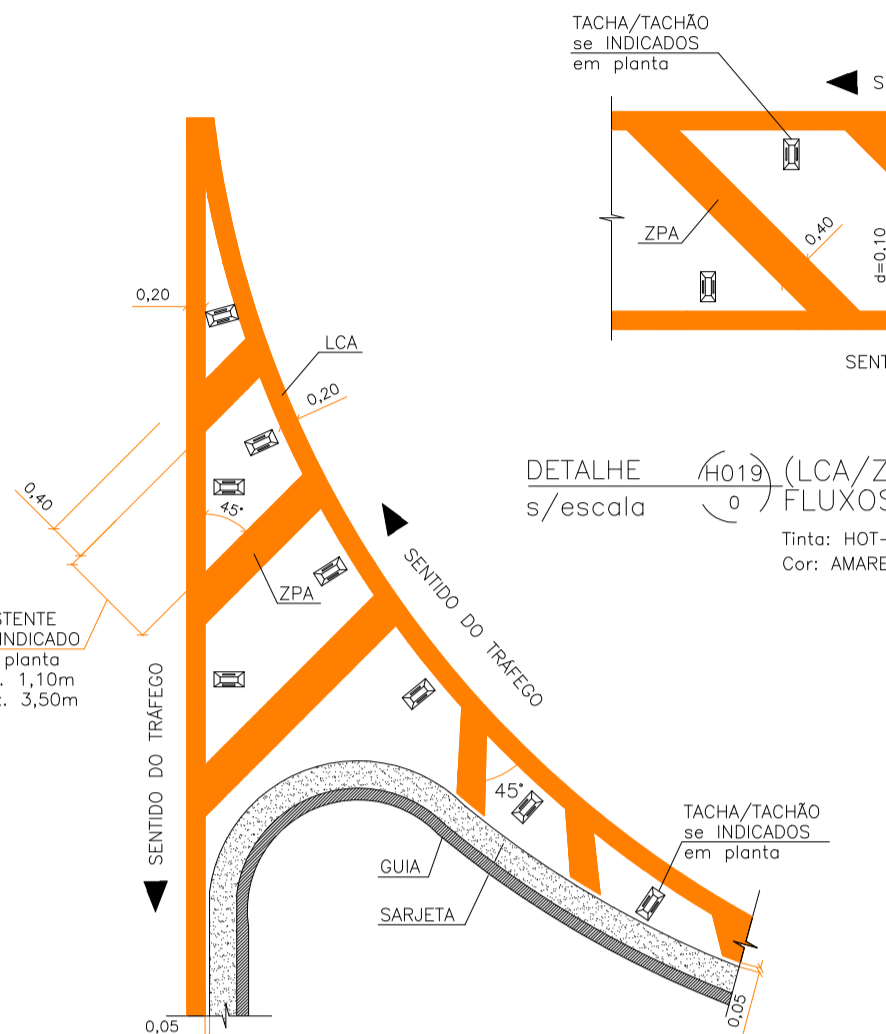 TACHA/TACHÃO
se INDICADOS
em planta
S
ZPA
0,40
d=0,10
SENT
0,20
LCA
0,20
DETALHE H019 (LCA/Z
s/escala 0 FLUXOS
Tinta: HOT-
Cor: AMARE
0,40
45°
ZPA
SENTIDO DO TRÁFEGO
STENTE
INDICADO
planta
. 1,10m
. 3,50m
SENTIDO DO TRÁFEGO
45°
TACHA/TACHÃO
se INDICADOS
em planta
GUIA
SARJETA
0,05
0,05